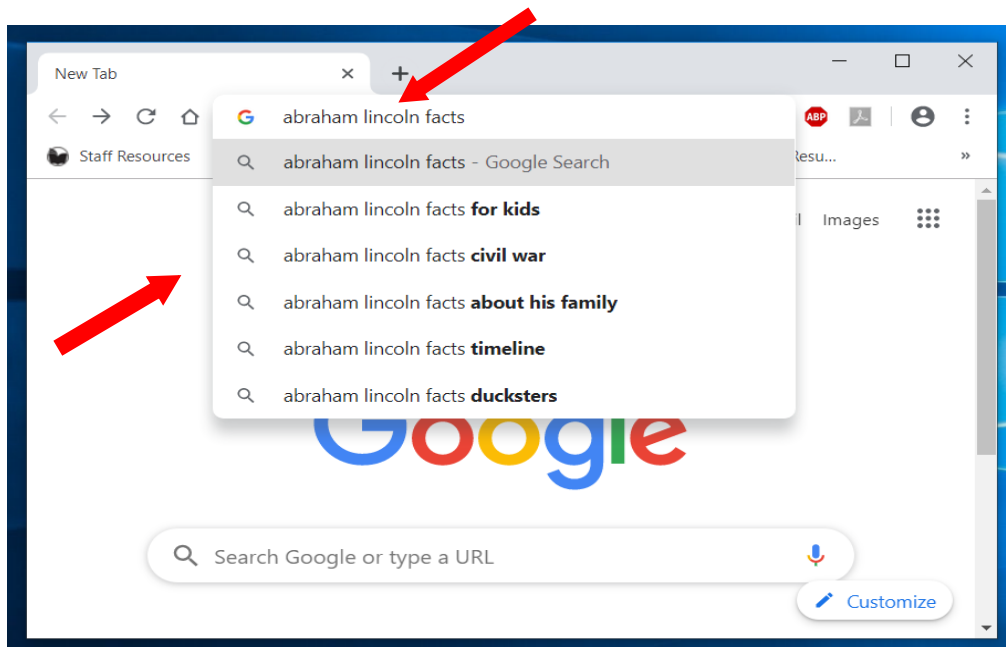 New Tab
abraham lincoln facts
ABP
Staff Resources
abraham lincoln facts - Google Search
Resu...
abraham lincoln facts for kids
Images
abraham lincoln facts civil war
abraham lincoln facts about his family
abraham lincoln facts timeline
abraham lincoln facts ducksters
Google
Search Google or type a URL
Customize